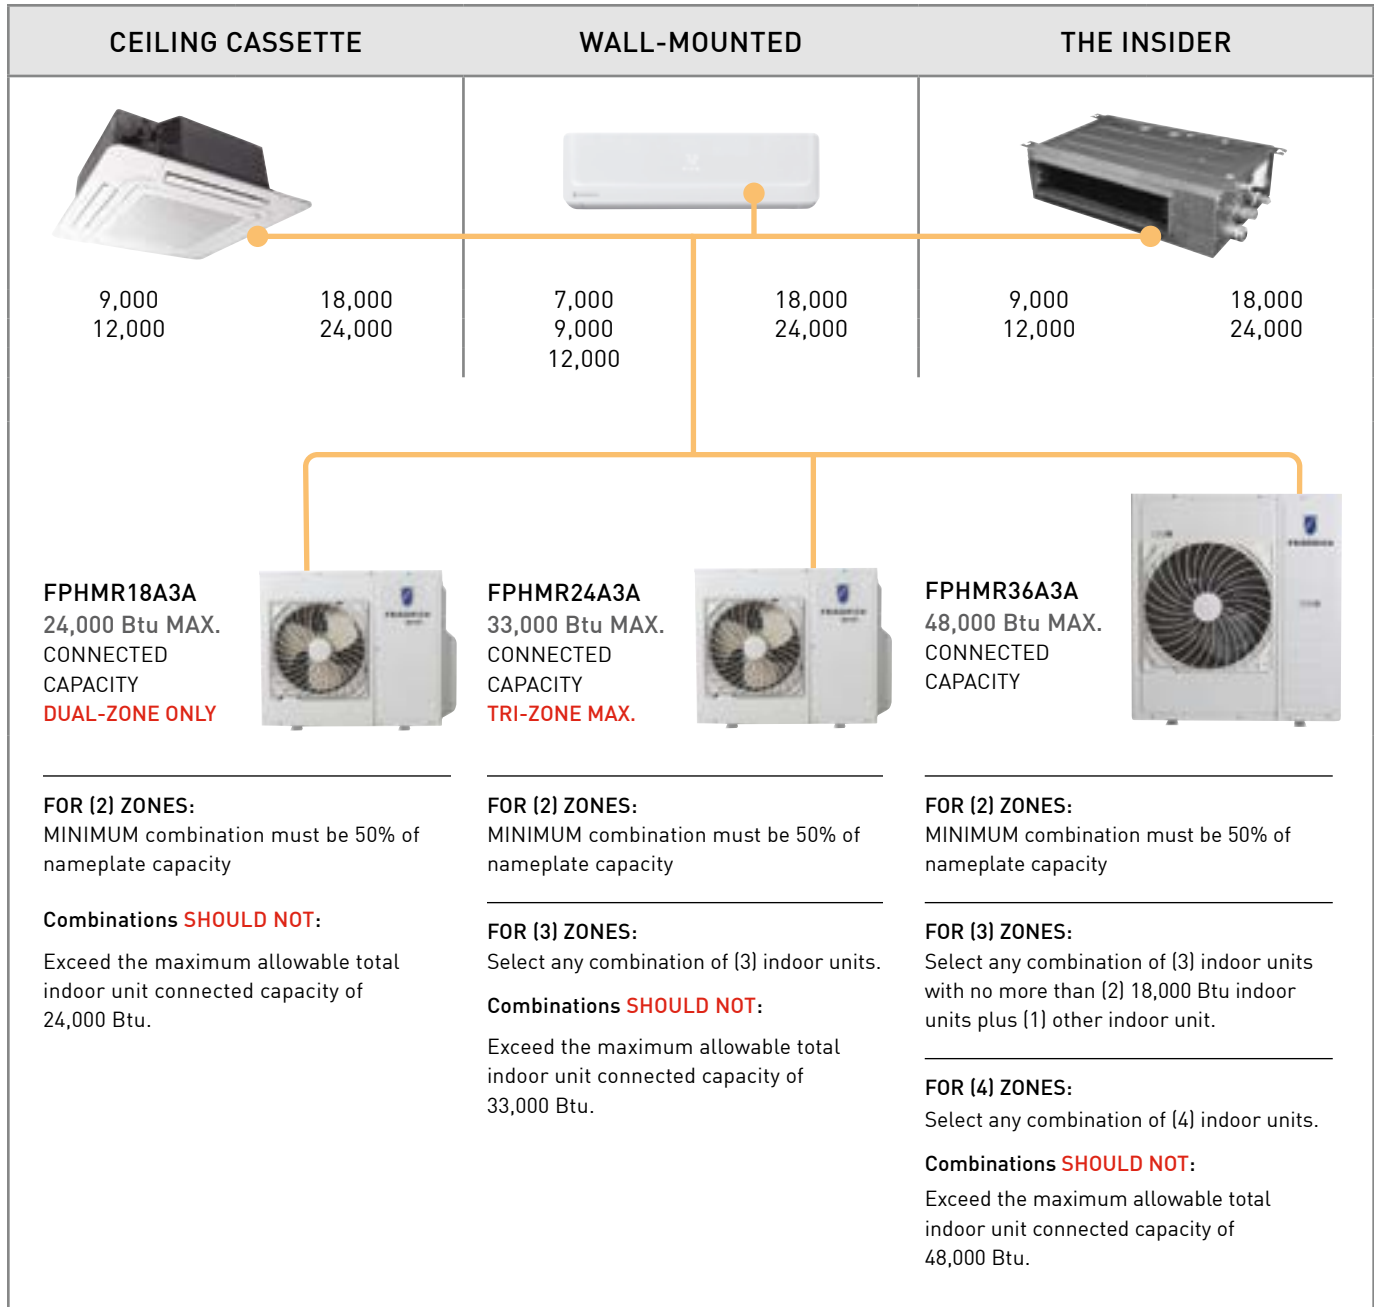 CEILING CASSETTE
WALL-MOUNTED
THE INSIDER
9,000
12,000
18,000
24,000
7,000
9,000
12,000
18,000
24,000
9,000
12,000
18,000
24,000
FPHMR18A3A
24,000 Btu MAX.
CONNECTED
CAPACITY
DUAL-ZONE ONLY
FOR (2) ZONES:
MINIMUM combination must be 50% of
nameplate capacity
Combinations SHOULD NOT:
Exceed the maximum allowable total
indoor unit connected capacity of
24,000 Btu.
FPHMR24A3A
33,000 Btu MAX.
CONNECTED
CAPACITY
TRI-ZONE MAX.
FOR (2) ZONES:
MINIMUM combination must be 50% of
nameplate capacity
FOR (3) ZONES:
Select any combination of (3) indoor units.
Combinations SHOULD NOT:
Exceed the maximum allowable total
indoor unit connected capacity of
33,000 Btu.
FPHMR36A3A
48,000 Btu MAX.
CONNECTED
CAPACITY
FOR (2) ZONES:
MINIMUM combination must be 50% of
nameplate capacity
FOR (3) ZONES:
Select any combination of (3) indoor units
with no more than (2) 18,000 Btu indoor
units plus (1) other indoor unit.
FOR (4) ZONES:
Select any combination of (4) indoor units.
Combinations SHOULD NOT:
Exceed the maximum allowable total
indoor unit connected capacity of
48,000 Btu.